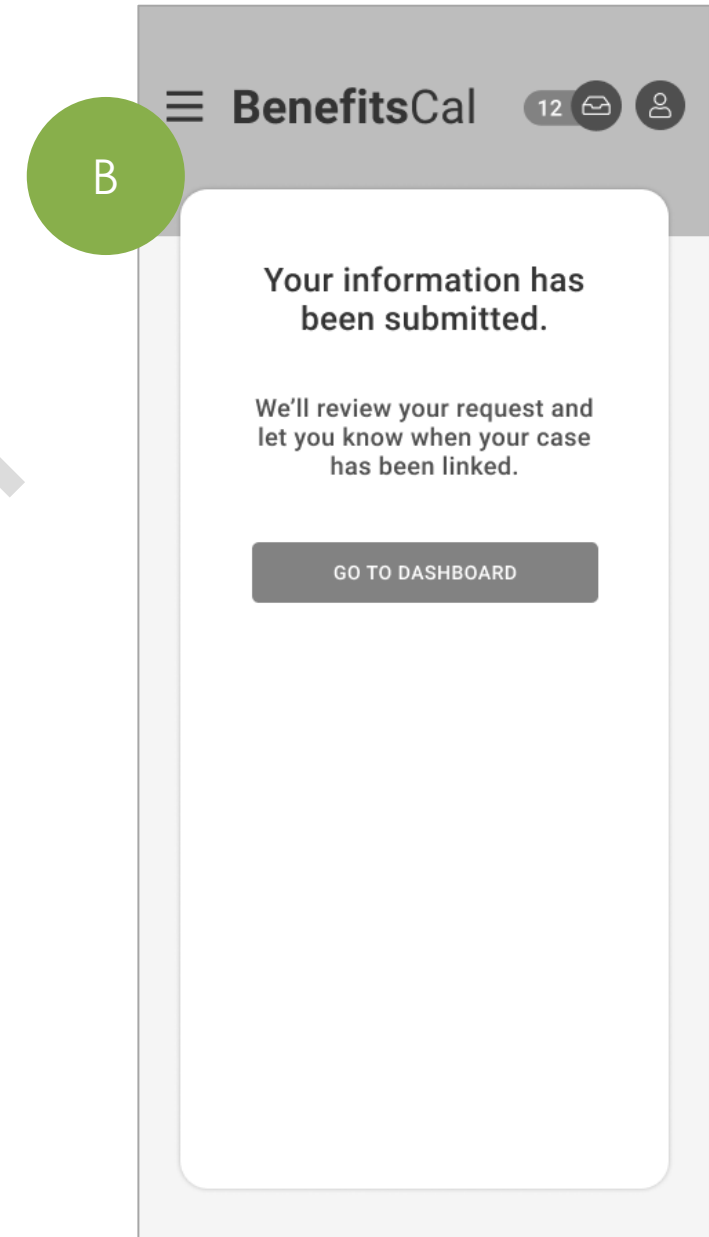 BenefitsCal 12
B
Your information has
been submitted.
We’ll review your request and
let you know when your case
has been linked.
GO TO DASHBOARD